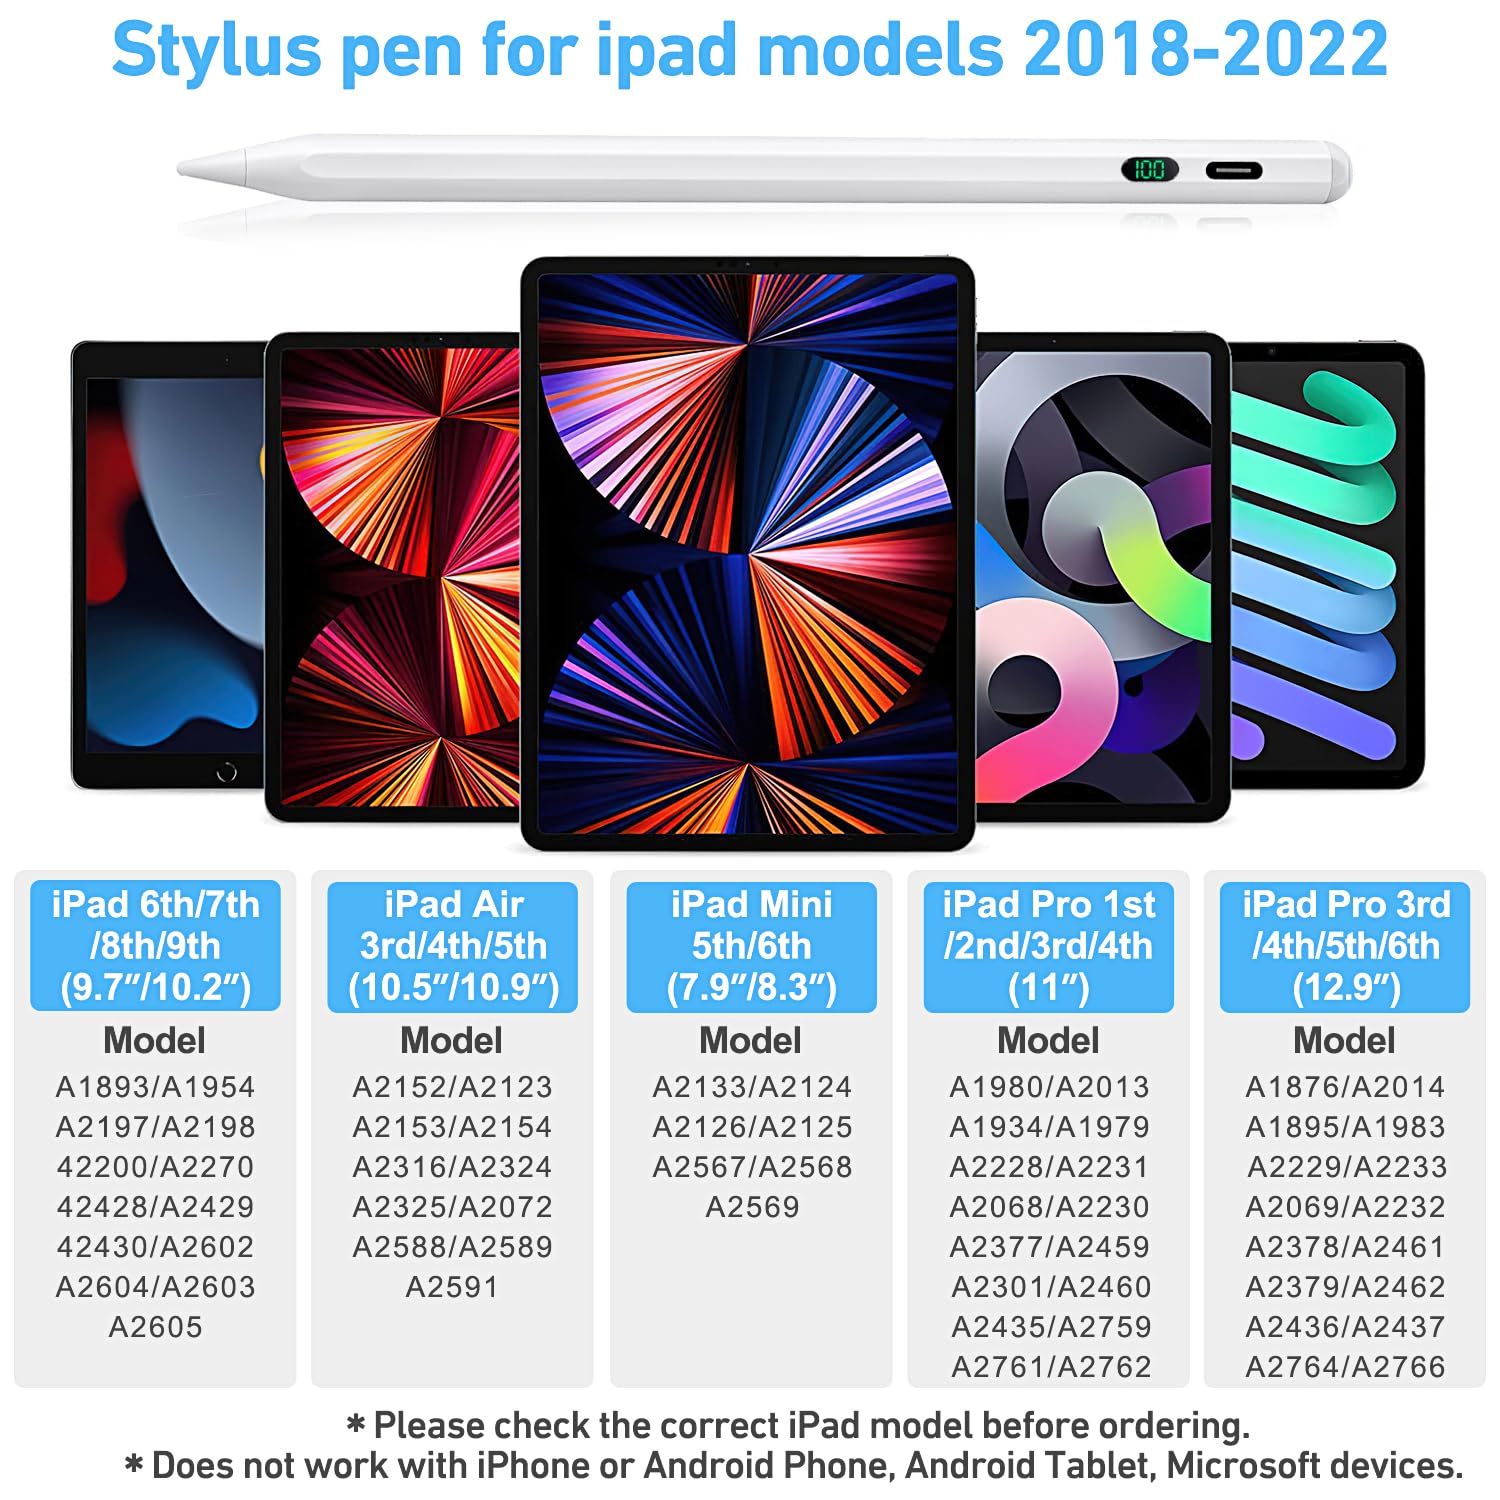 Stylus pen for ipad models 2018-2022
100
iPad 6th/7th
/8th/9th
(9.7″/10.2″)
Model
A1893/A1954
A2197/A2198
42200/A2270
42428/A2429
42430/A2602
A2604/A2603
A2605
iPad Air
3rd/4th/5th
(10.5″/10.9″)
Model
A2152/A2123
A2153/A2154
A2316/A2324
A2325/A2072
A2588/A2589
A2591
iPad Mini
5th/6th
(7.9″/8.3″)
Model
A2133/A2124
A2126/A2125
A2567/A2568
A2569
iPad Pro 1st
/2nd/3rd/4th
(11″)
Model
A1980/A2013
A1934/A1979
A2228/A2231
A2068/A2230
A2377/A2459
A2301/A2460
A2435/A2759
A2761/A2762
iPad Pro 3rd
/4th/5th/6th
(12.9″)
Model
A1876/A2014
A1895/A1983
A2229/A2233
A2069/A2232
A2378/A2461
A2379/A2462
A2436/A2437
A2764/A2766
* Please check the correct iPad model before ordering.
* Does not work with iPhone or Android Phone, Android Tablet, Microsoft devices.